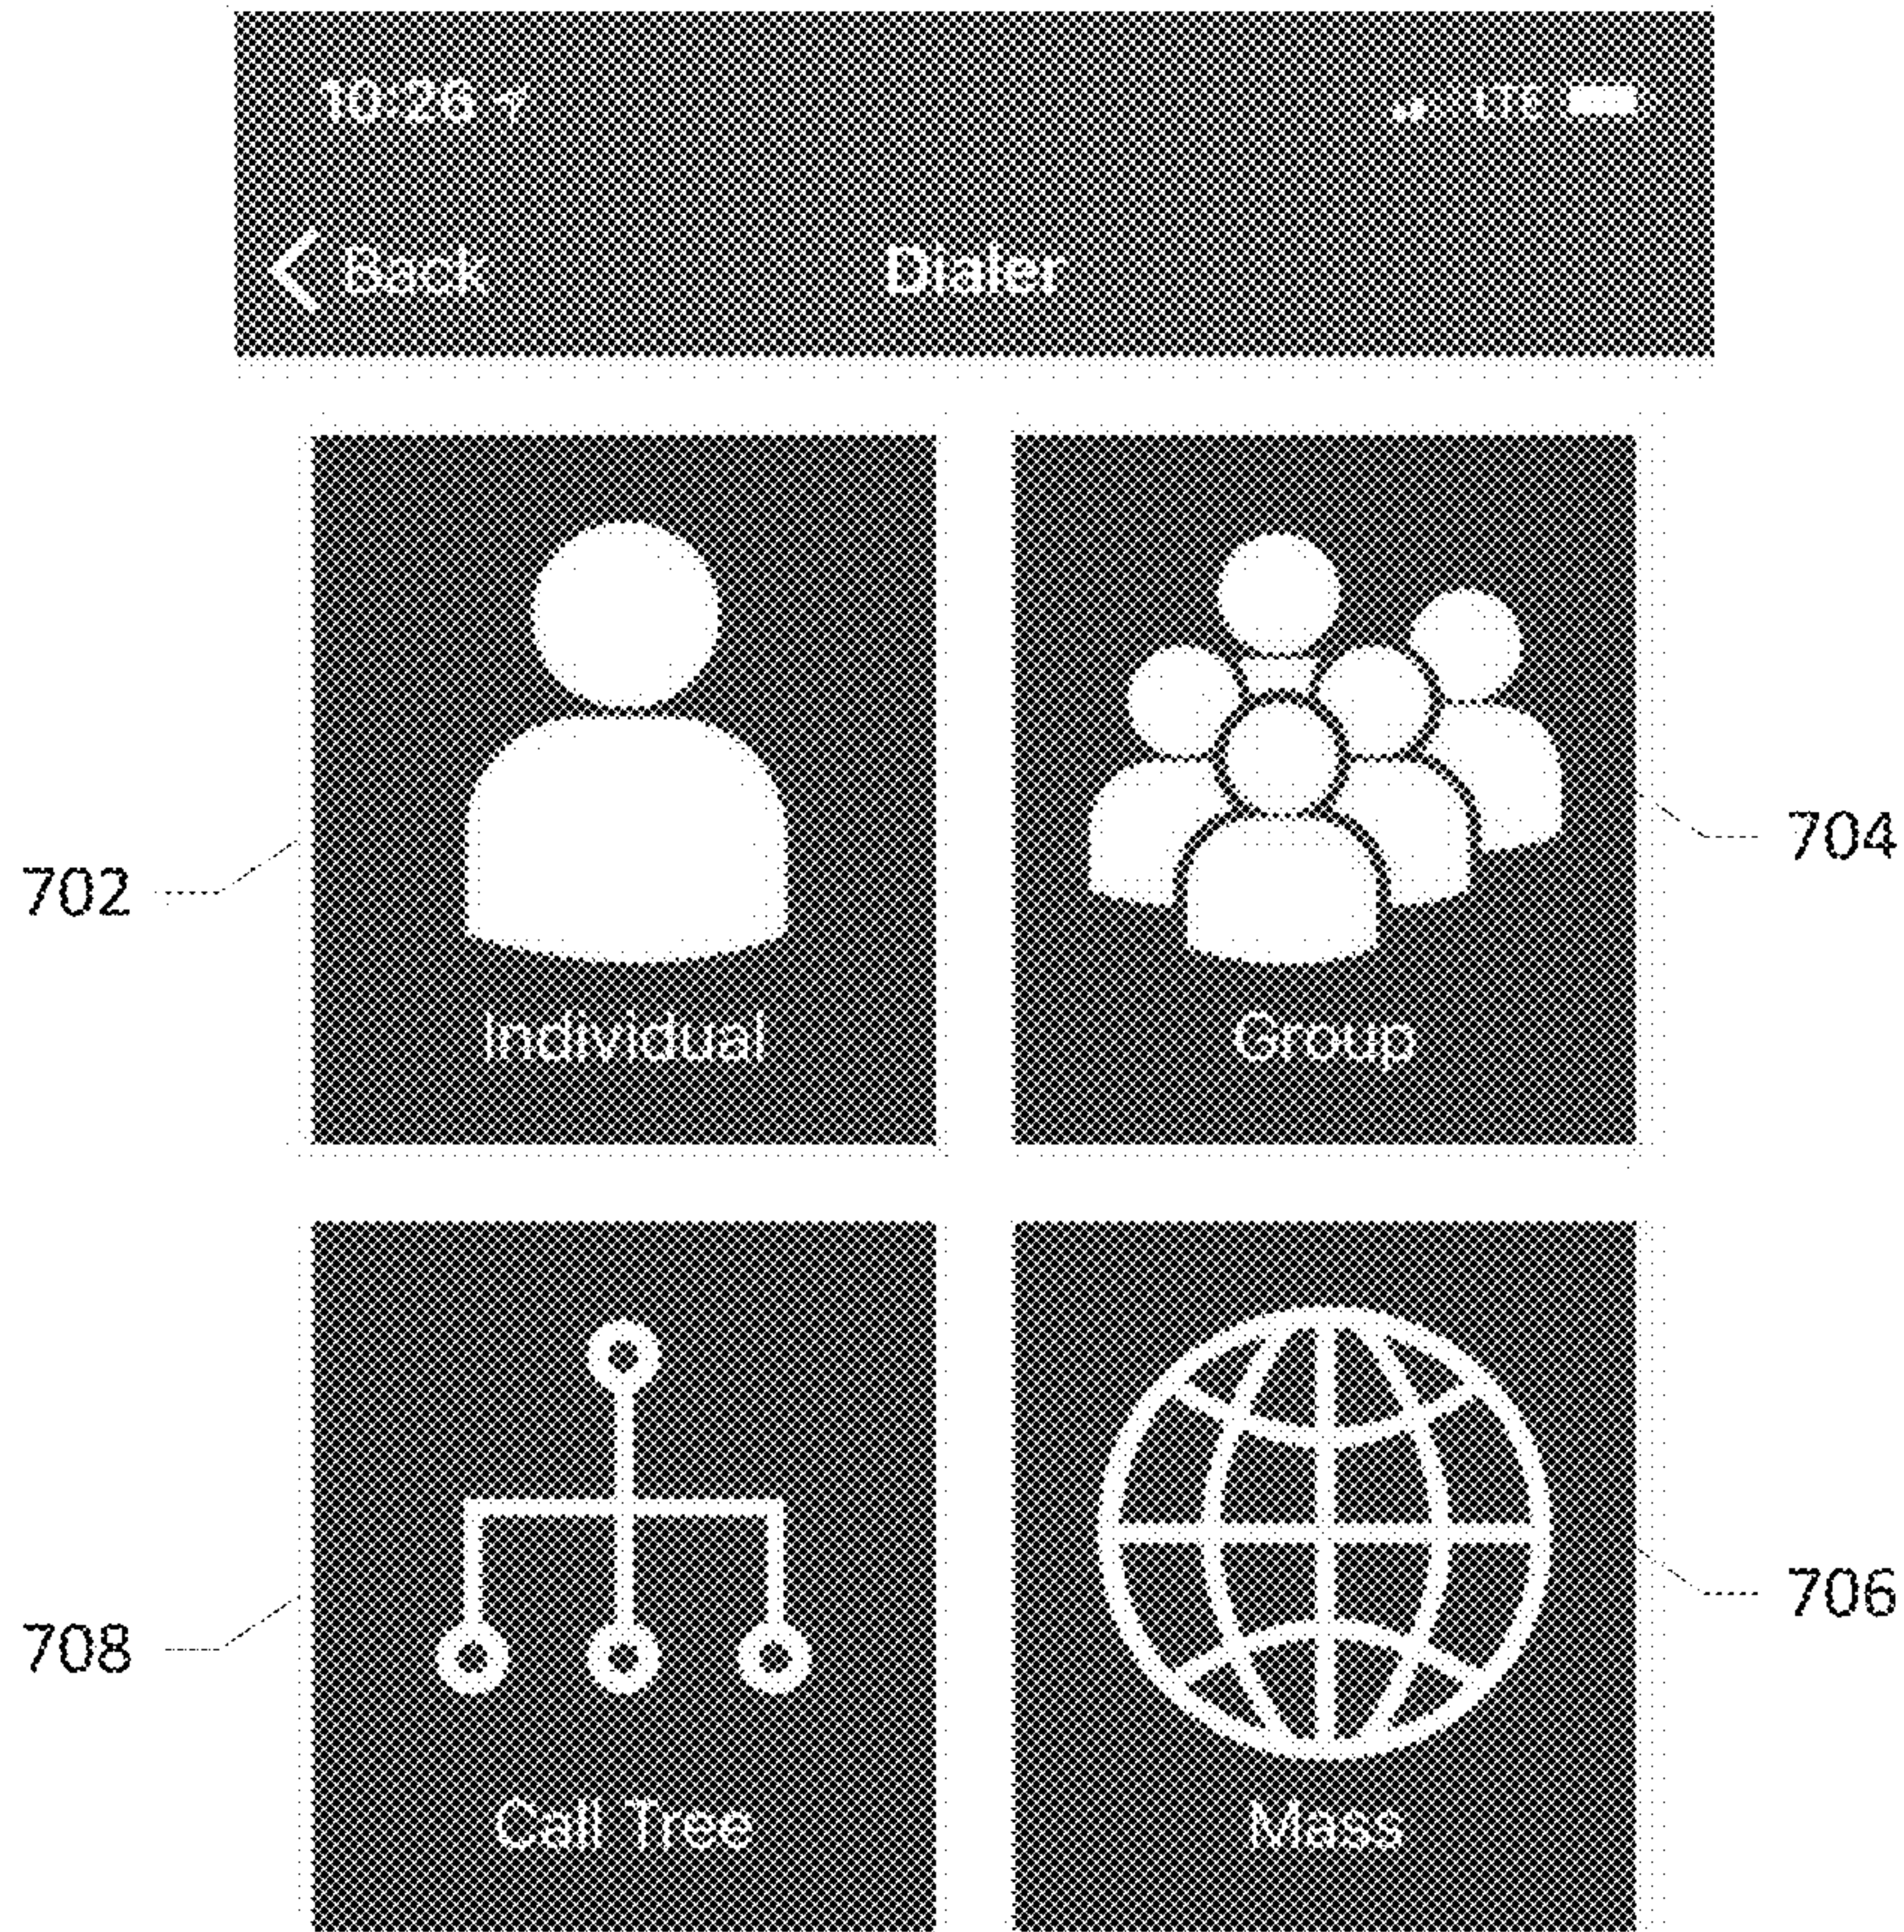 10:26 LTE
Back Dialer
702 Individual
Group 704
708 Call Tree
Mass 706